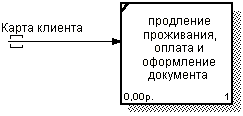 Карта клиента
продление
проживания,
оплата и
оформление
документа
0,00р.
1